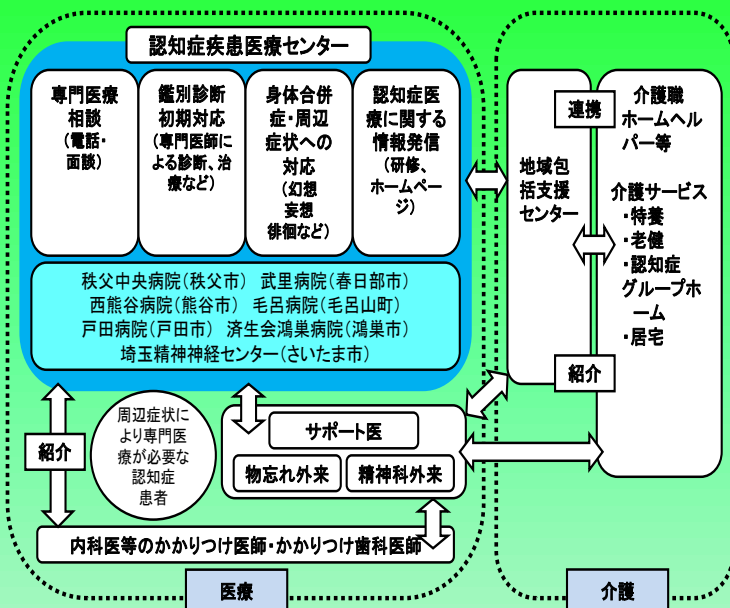 認知症疾患医療センター
専門医療
相談
(電話・
面談)
鑑別診断
初期対応
(専門医師に
よる診断、治
療など)
身体合併
症・周辺
症状への
対応
(幻想
妄想
徘徊など)
認知症医
療に関する
情報発信
(研修、
ホームペー
ジ)
秩父中央病院(秩父市) 武里病院(春日部市)
西熊谷病院(熊谷市) 毛呂病院(毛呂山町)
戸田病院(戸田市) 済生会鴻巣病院(鴻巣市)
埼玉精神神経センター(さいたま市)
地域包
括支援
センター
連携
紹介
介護職
ホームヘル
パー等
介護サービス
・特養
・老健
・認知症
グループホ
ーム
・居宅
紹介
周辺症状に
より専門医
療が必要な
認知症
患者
サポート医
物忘れ外来
精神科外来
内科医等のかかりつけ医師・かかりつけ歯科医師
医療
介護